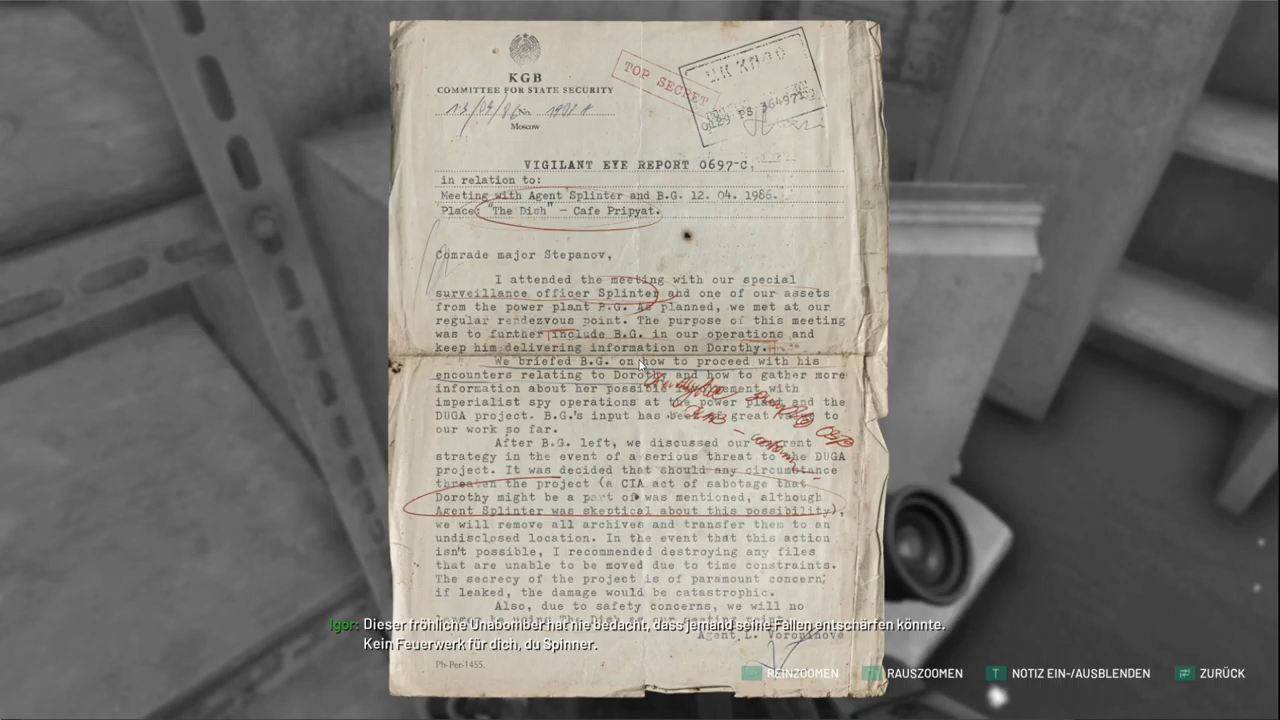 KGB
COMMITTEE FOR STATE SECURITY
Moscow
TOP SECRET
VIGILANT EYE REPORT 0697-C,
in relation to:
Meeting with Agent Splinter and B.G. 12. 04. 1986.
Place: "The Dish" – Cafe Pripyat.
Comrade major Stepanov,
I attended the meeting with our special
surveillance officer Splinter and one of our assets
from the power plant B.G. As planned, we met at our
regular rendezvous point. The purpose of this meeting
was to further include B.G. in our operations and
keep him delivering information on Dorothy.
We briefed B.G. on how to proceed with his
encounters relating to Dorothy and how to gather more
information about her possible with
imperialist spy operations at the power plant and the
DUGA project. B.G.'s input has been great to
our work so far.
After B.G. left, we discussed our current
strategy in the event of a serious threat to the DUGA
project. It was decided that should any circumstance
threaten the project (a CIA act of sabotage that
Dorothy might be a part of was mentioned, although
Agent Splinter was skeptical about this possibility),
we will remove all archives and transfer them to an
undisclosed location. In the event that this action
isn't possible, I recommended destroying any files
that are unable to be moved due to time constraints.
The secrecy of the project is of paramount concern;
if leaked, the damage would be catastrophic.
Also, due to safety concerns, we will no
Agent L. Voroninova
Ph-Per-1455.
Igor: Dieser fröhliche Unabomber hat nie bedacht, dass jemand seine Fallen entschärfen könnte.
Kein Feuerwerk für dich, du Spinner.
REINZOOMEN RAUSZOOMEN T NOTIZ EIN-/AUSBLENDEN ZURÜCK